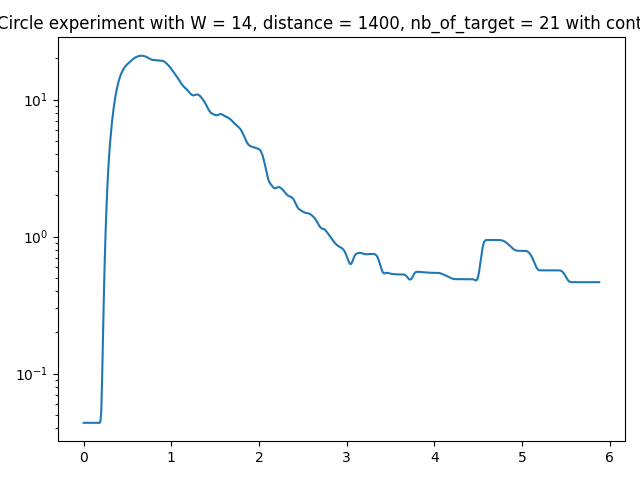 Circle experiment with W = 14, distance = 1400, nb_of_target = 21 with cont
10¹
10⁰
10⁻¹
0 1 2 3 4 5 6